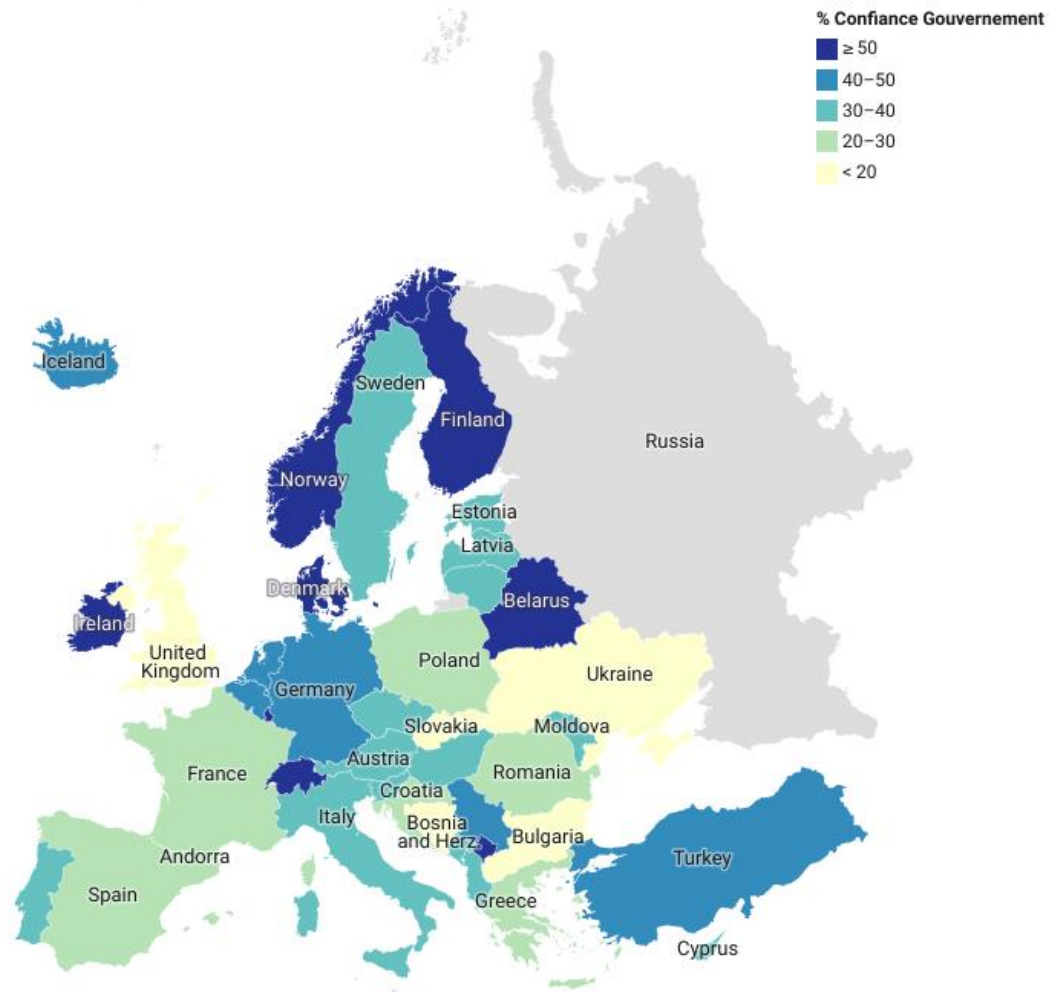 % Confiance Gouvernement
≥ 50
40–50
30–40
20–30
< 20
Iceland
Sweden
Finland
Russia
Norway
Estonia
Latvia
Denmark
Belarus
Ireland
United
Kingdom
Poland
Ukraine
Germany
Slovakia
Moldova
Austria
France
Romania
Croatia
Italy
Bosnia
and Herz.
Bulgaria
Andorra
Turkey
Spain
Greece
Cyprus